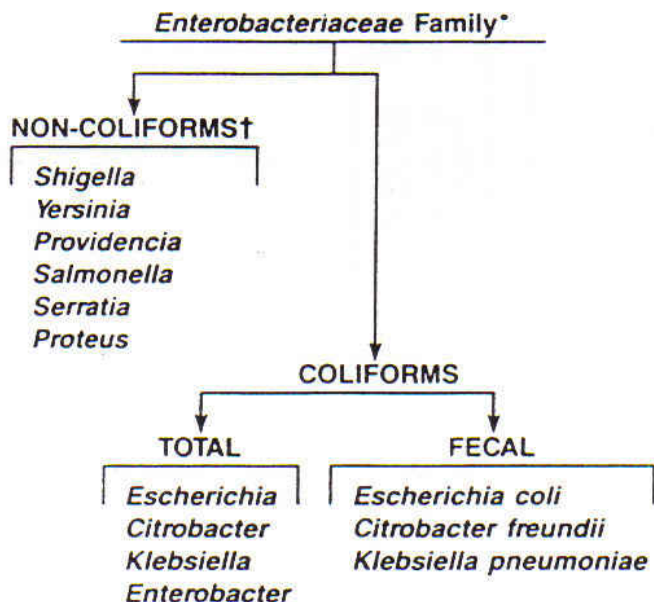 Enterobacteriaceae Family*
NON-COLIFORMS†
Shigella
Yersinia
Providencia
Salmonella
Serratia
Proteus
COLIFORMS
TOTAL
Escherichia
Citrobacter
Klebsiella
Enterobacter
FECAL
Escherichia coli
Citrobacter freundii
Klebsiella pneumoniae